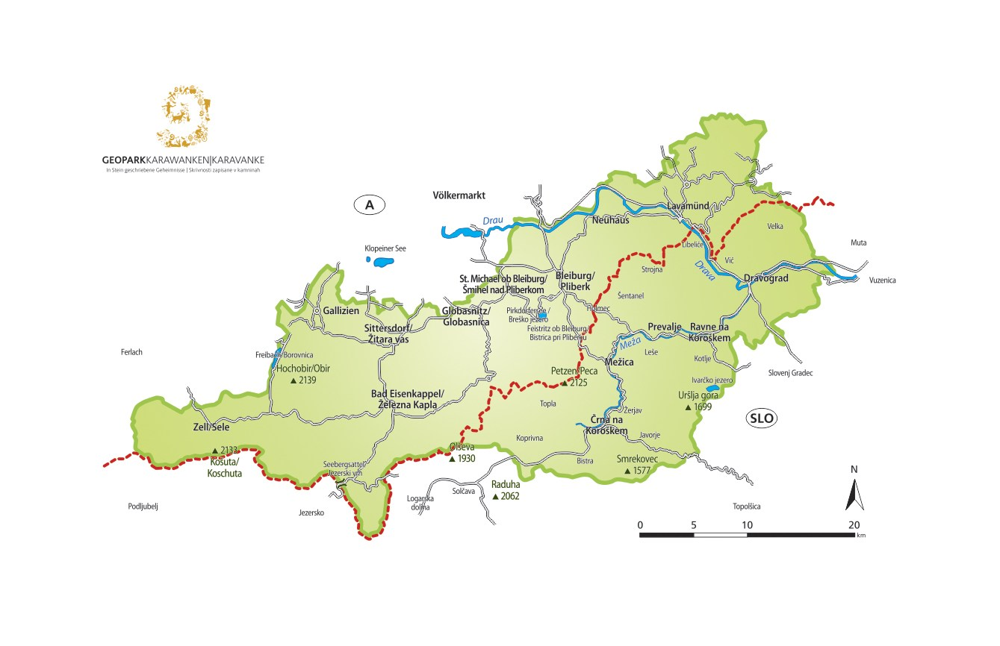 GEOPARKKARAWANKEN|KARAVANKE
In Stein geschriebene Geheimnisse | Skrivnosti zapisane v kamninah
A
Völkermarkt
Drau
Klopeiner See
Lavamünd
Neuhaus
Velka
Libeliče
Muta
Vič
Drava
Strojna
Dravograd
Vuzenica
St. Michael ob Bleiburg/
Šmihel nad Pliberkom
Bleiburg/
Pliberk
Šentanel
Gallizien
Globasnitz/
Globasnica
Pirkdorfersee /
Breško jezero
Holmec
Sittersdorf/
Žitara vas
Feistritz ob Bleiburg/
Bistrica pri Pliberku
Prevalje
Ravne na
Koroškem
Meža
Leše
Ferlach
Freibach/Borovnica
Mežica
Kotlje
Hochobir/Obir
2139
Petzen/Peca
2125
Slovenj Gradec
Ivarčko jezero
Bad Eisenkappel/
Železna Kapla
Uršlja gora
1699
Topla
Žerjav
SLO
Zell/Sele
Črna na
Koroškem
Koprivna
Javorje
2133
Košuta/
Koschuta
Olševa
1930
Bistra
Smrekovec
1577
Seebergsattel/
Jezerski vrh
N
Raduha
2062
Solčava
Logarska
dolina
Podljubelj
Jezersko
Topolšica
0 5 10 20
km